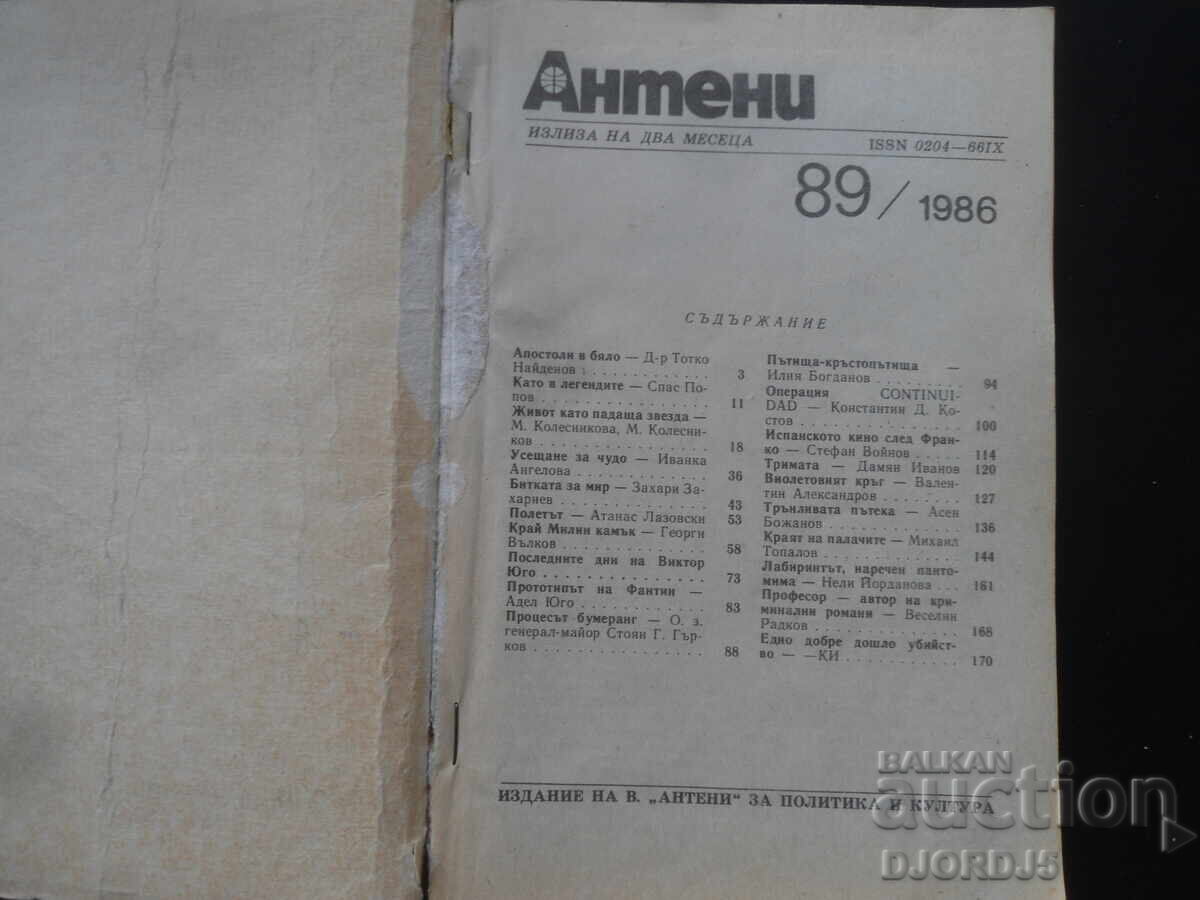 Антени
ИЗЛИЗА НА ДВА МЕСЕЦА ISSN 0204—661X
89/1986
СЪДЪРЖАНИЕ
Апостоли в бяло — Д-р Тотко
Найденов . . . . . . . . . . . . 3
Като в легендите — Спас По-
пов . . . . . . . . . . . . . . . 11
Живот като падаща звезда —
М. Колесникова, М. Колесни-
ков . . . . . . . . . . . . . . . 18
Усещане за чудо — Иванка
Ангелова . . . . . . . . . . . . 36
Битката за мир — Захари За-
хариев . . . . . . . . . . . . . 43
Полетът — Атанас Лазовски 53
Край Милин камък — Георги
Вълков . . . . . . . . . . . . . 58
Последните дни на Виктор
Юго . . . . . . . . . . . . . . . 73
Прототипът на Фантин —
Адел Юго . . . . . . . . . . . . 83
Процесът бумеранг — О. з.
генерал-майор Стоян Г. Гър-
ков . . . . . . . . . . . . . . . 88
Пътища-кръстопътища —
Илия Богданов . . . . . . . . . 94
Операция CONTINUI-
DAD — Константин Д. Ко-
стов . . . . . . . . . . . . . . 100
Испанското кино след Фран-
ко — Стефан Войнов . . . . . 114
Тримата — Дамян Иванов 120
Виолетовият кръг — Вален-
тин Александров . . . . . . . 127
Трънливата пътека — Асен
Божанов . . . . . . . . . . . . 136
Краят на палачите — Михаил
Топалов . . . . . . . . . . . . 144
Лабиринтът, наречен панто-
мима — Нели Йорданова . . . 161
Професор — автор на кри-
минални романи — Веселин
Радков . . . . . . . . . . . . . 168
Едно добре дошло убийст-
во — —КИ . . . . . . . . . . . 170
ИЗДАНИЕ НА В. „АНТЕНИ“ ЗА ПОЛИТИКА И КУЛТУРА
BALKAN
auction
DJORDJ5